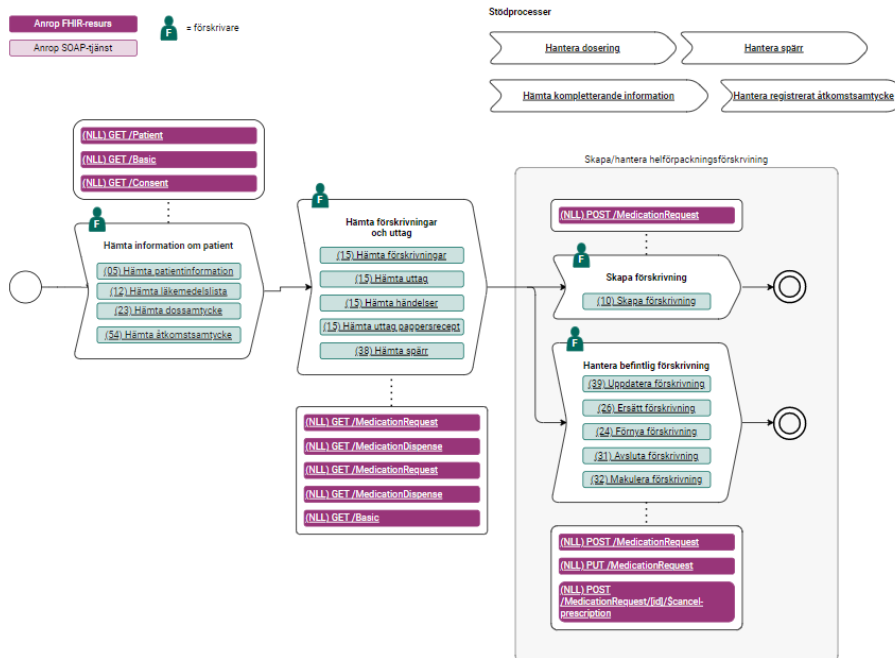 Anrop FHIR-resurs
Anrop SOAP-tjänst
F
= förskrivare
Stödprocesser
Hantera dosering
Hantera spärr
Hämta kompletterande information
Hantera registrerat åtkomstsamtycke
(NLL) GET /Patient
(NLL) GET /Basic
(NLL) GET /Consent
F
Hämta information om patient
(05) Hämta patientinformation
(12) Hämta läkemedelslista
(23) Hämta dossamtycke
(54) Hämta åtkomstsamtycke
F
Hämta förskrivningar
och uttag
(15) Hämta förskrivningar
(15) Hämta uttag
(15) Hämta händelser
(15) Hämta uttag pappersrecept
(38) Hämta spärr
(NLL) GET /MedicationRequest
(NLL) GET /MedicationDispense
(NLL) GET /MedicationRequest
(NLL) GET /MedicationDispense
(NLL) GET /Basic
Skapa/hantera helförpackningsförskrvining
(NLL) POST /MedicationRequest
F
Skapa förskrivning
(10) Skapa förskrivning
F
Hantera befintlig förskrivning
(39) Uppdatera förskrivning
(26) Ersätt förskrivning
(24) Förnya förskrivning
(31) Avsluta förskrivning
(32) Makulera förskrivning
(NLL) POST /MedicationRequest
(NLL) PUT /MedicationRequest
(NLL) POST
/MedicationRequest/[id]/$cancel-
prescription